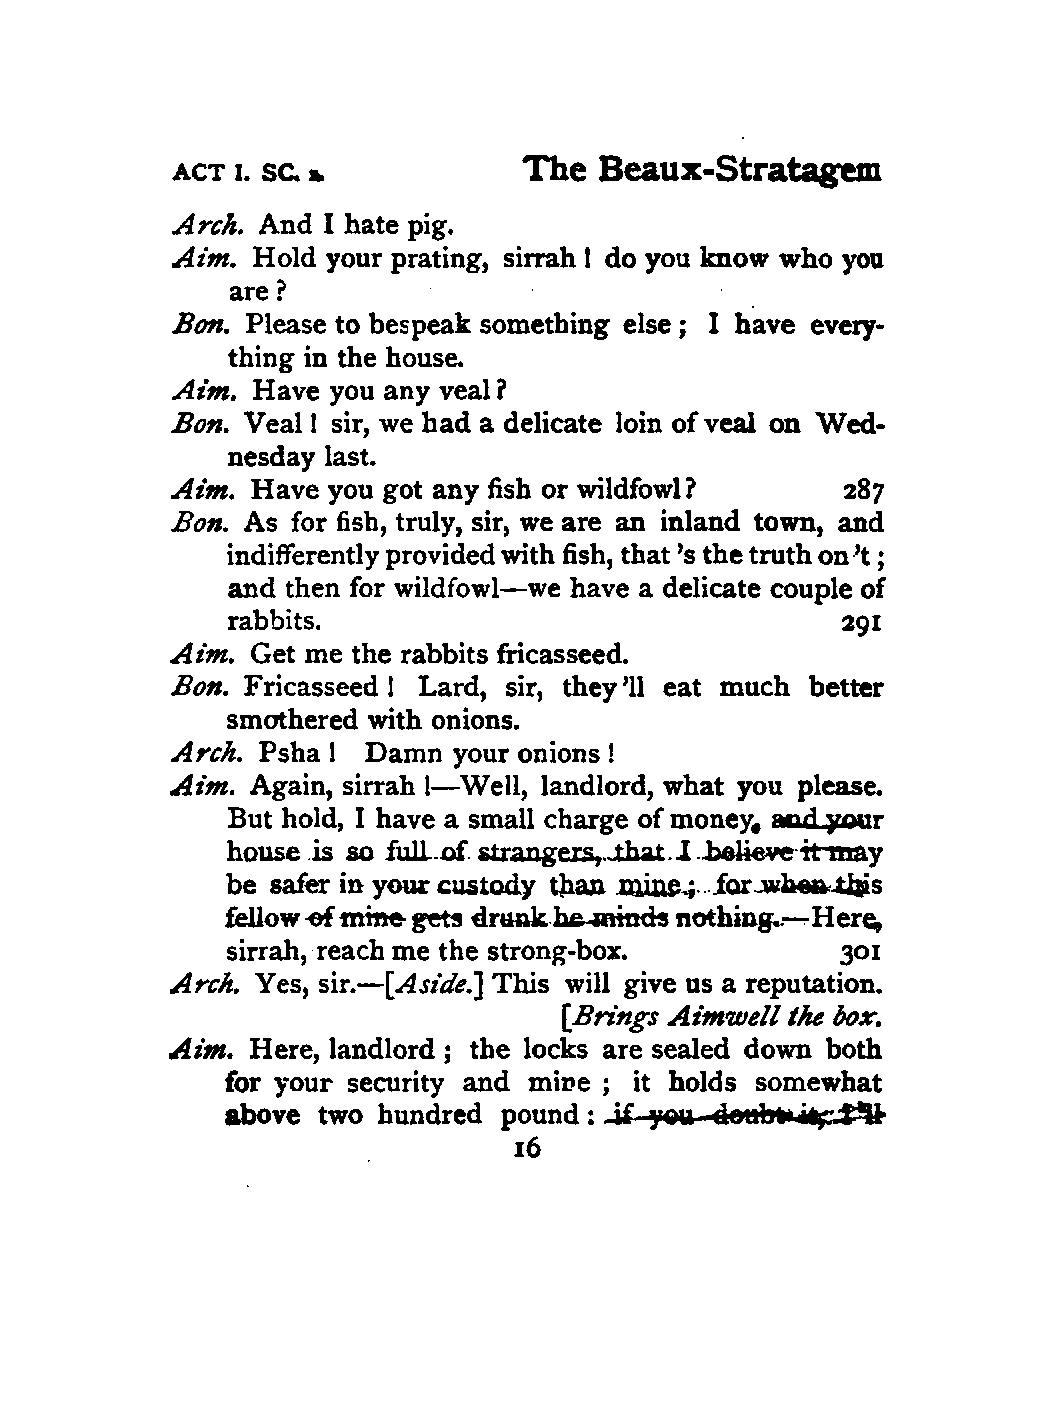 ACT I. SC. The Beaux-Stratagem
Arch. And I hate pig.
Aim. Hold your prating, sirrah! do you know who you
are?
Bon. Please to bespeak something else; I have every-
thing in the house.
Aim. Have you any veal?
Bon. Veal! sir, we had a delicate loin of veal on Wed-
nesday last.
Aim. Have you got any fish or wildfowl? 287
Bon. As for fish, truly, sir, we are an inland town, and
indifferently provided with fish, that's the truth on't;
and then for wildfowl—we have a delicate couple of
rabbits. 291
Aim. Get me the rabbits fricasseed.
Bon. Fricasseed! Lard, sir, they'll eat much better
smothered with onions.
Arch. Psha! Damn your onions!
Aim. Again, sirrah!—Well, landlord, what you please.
But hold, I have a small charge of money, and your
house is so full of strangers, that I believe it may
be safer in your custody than mine; for when this
fellow of mine gets drunk he minds nothing.—Here,
sirrah, reach me the strong-box. 301
Arch. Yes, sir.—[Aside.] This will give us a reputation.
[Brings Aimwell the box.
Aim. Here, landlord; the locks are sealed down both
for your security and mine; it holds somewhat
above two hundred pound: if you doubt it, I'll
16